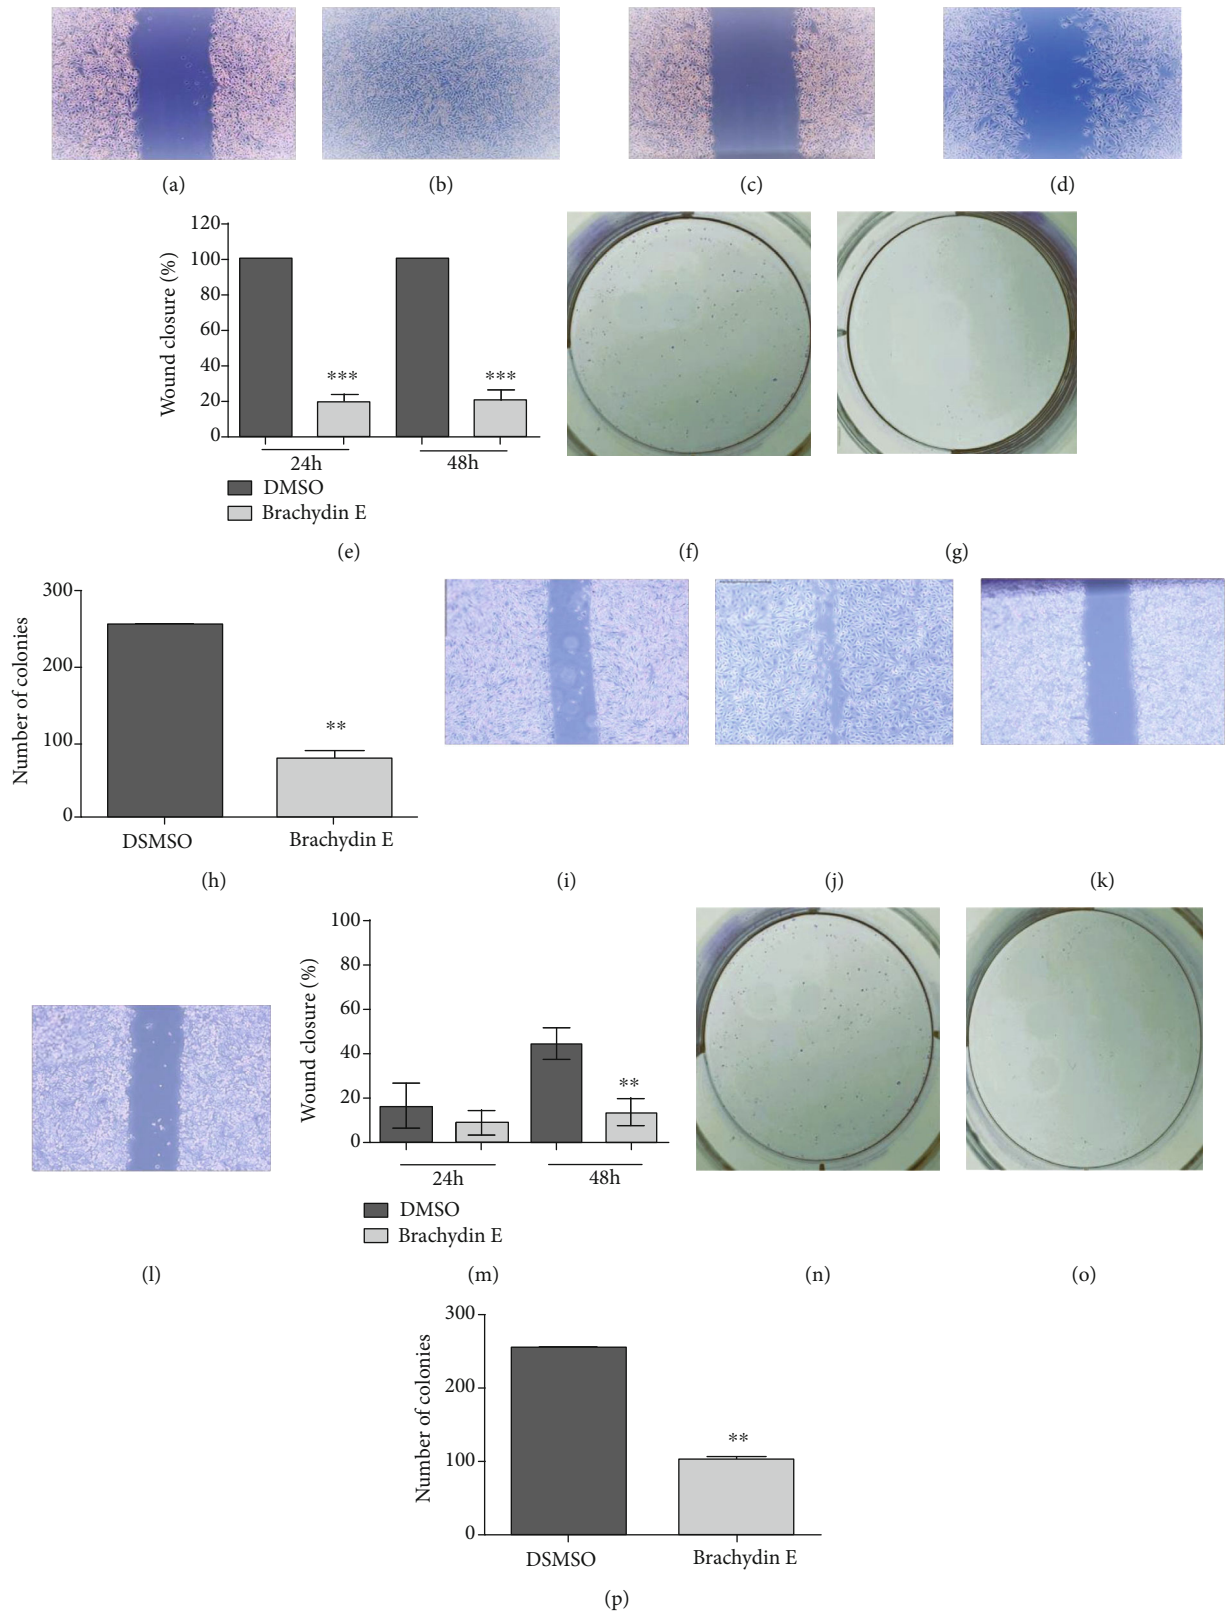 (a)
(b)
(c)
(d)
120
100
80
60
40
20
0
Wound closure (%)
***
***
24h
48h
DMSO
Brachydin E
(e)
(f)
(g)
300
200
100
0
Number of colonies
**
DSMSO
Brachydin E
(h)
(i)
(j)
(k)
100
80
60
40
20
0
Wound closure (%)
**
24h
48h
DMSO
Brachydin E
(l)
(m)
(n)
(o)
300
200
100
0
Number of colonies
**
DSMSO
Brachydin E
(p)